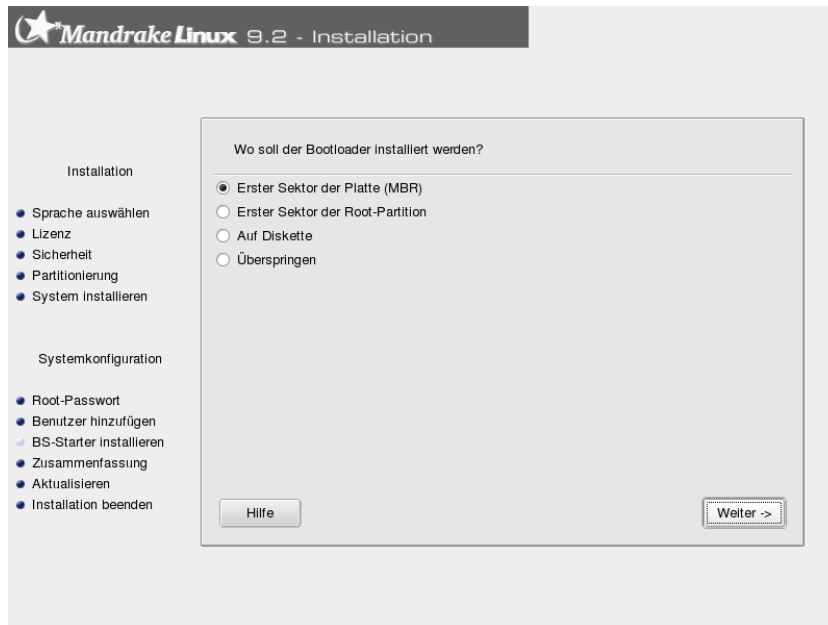 Mandrake Linux 9.2 - Installation
Installation
Sprache auswählen
Lizenz
Sicherheit
Partitionierung
System installieren
Systemkonfiguration
Root-Passwort
Benutzer hinzufügen
BS-Starter installieren
Zusammenfassung
Aktualisieren
Installation beenden
Wo soll der Bootloader installiert werden?
Erster Sektor der Platte (MBR)
Erster Sektor der Root-Partition
Auf Diskette
Überspringen
Hilfe
Weiter ->